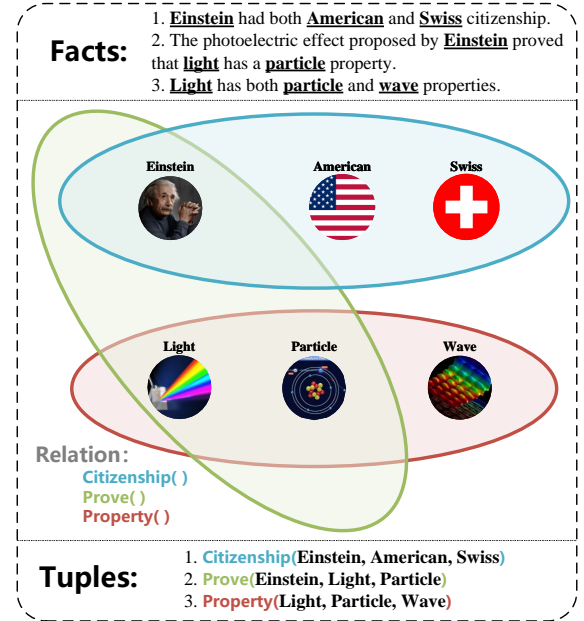 Facts:
1. Einstein had both American and Swiss citizenship.
2. The photoelectric effect proposed by Einstein proved
that light has a particle property.
3. Light has both particle and wave properties.
Einstein American Swiss
Light Particle Wave
Relation:
Citizenship( )
Prove( )
Property( )
Tuples:
1. Citizenship(Einstein, American, Swiss)
2. Prove(Einstein, Light, Particle)
3. Property(Light, Particle, Wave)